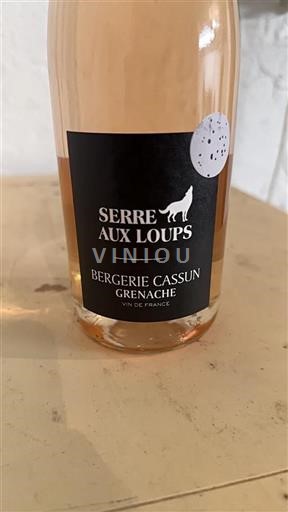 SERRE
AUX LOUPS
VINIOU
BERGERIE CASSUN
GRENACHE
VIN DE FRANCE